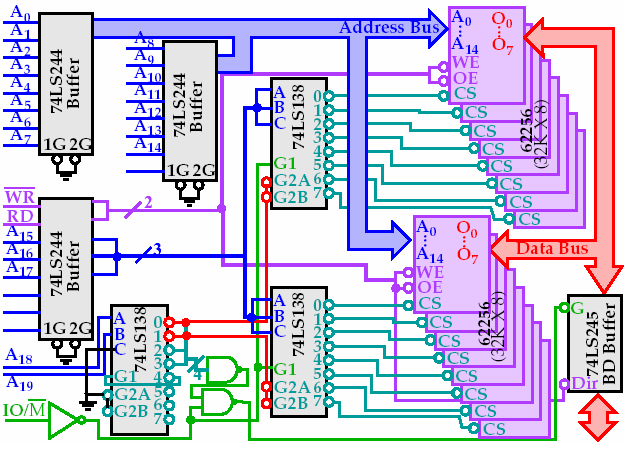 A0
A1
A2
A3
A4
A5
A6
A7
74LS244
Buffer
1G 2G
A8
A9
A10
A11
A12
A13
A14
74LS244
Buffer
1G 2G
Address Bus
A0
A14
O0
O7
WE
OE
CS
CS
CS
CS
CS
CS
CS
CS
62256
(32K X 8)
A
B
C
G1
G2A
G2B
74LS138
0
1
2
3
4
5
6
7
WR
RD
2
A15
A16
A17
3
74LS244
Buffer
1G 2G
A0
A14
O0
O7
WE
OE
CS
CS
CS
CS
CS
CS
CS
CS
62256
(32K X 8)
Data Bus
A
B
C
G1
G2A
G2B
74LS138
0
1
2
3
4
5
6
7
A18
A19
IO/M
A
B
C
G1
G2A
G2B
74LS138
0
1
2
3
4
5
6
7
4
G
Dir
74LS245
BD Buffer